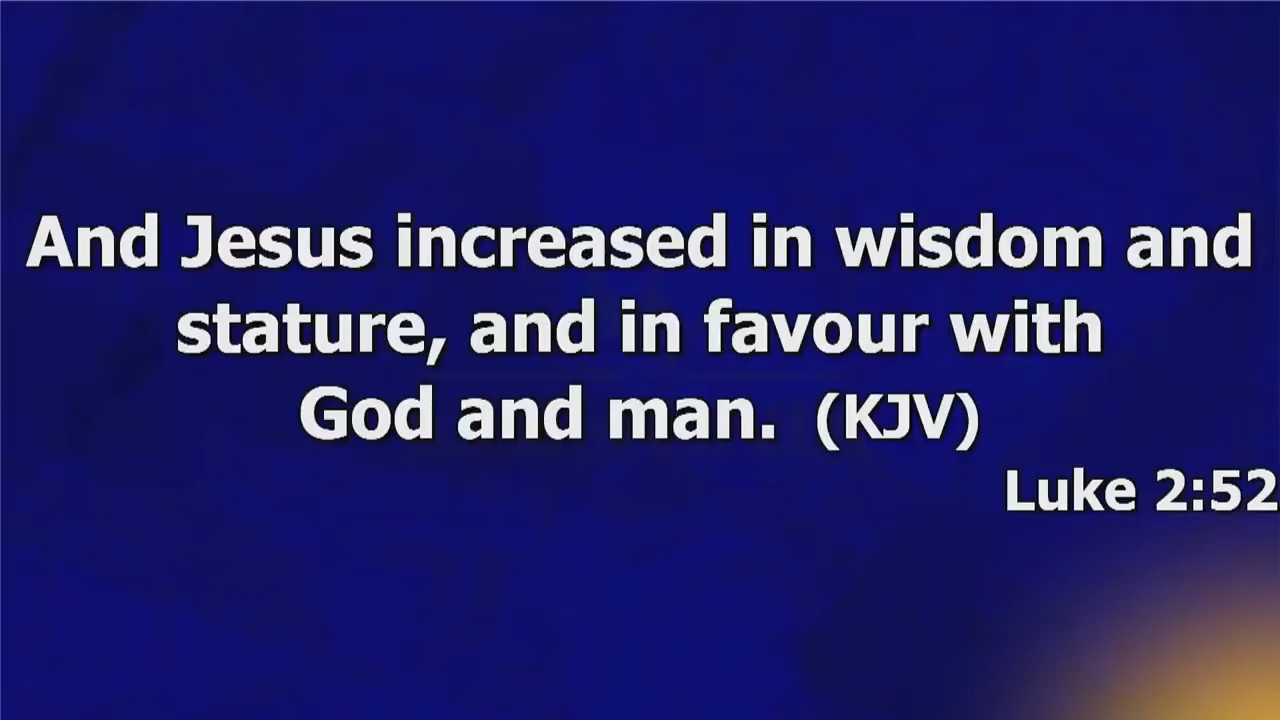 And Jesus increased in wisdom and
stature, and in favour with
God and man. (KJV)
Luke 2:52